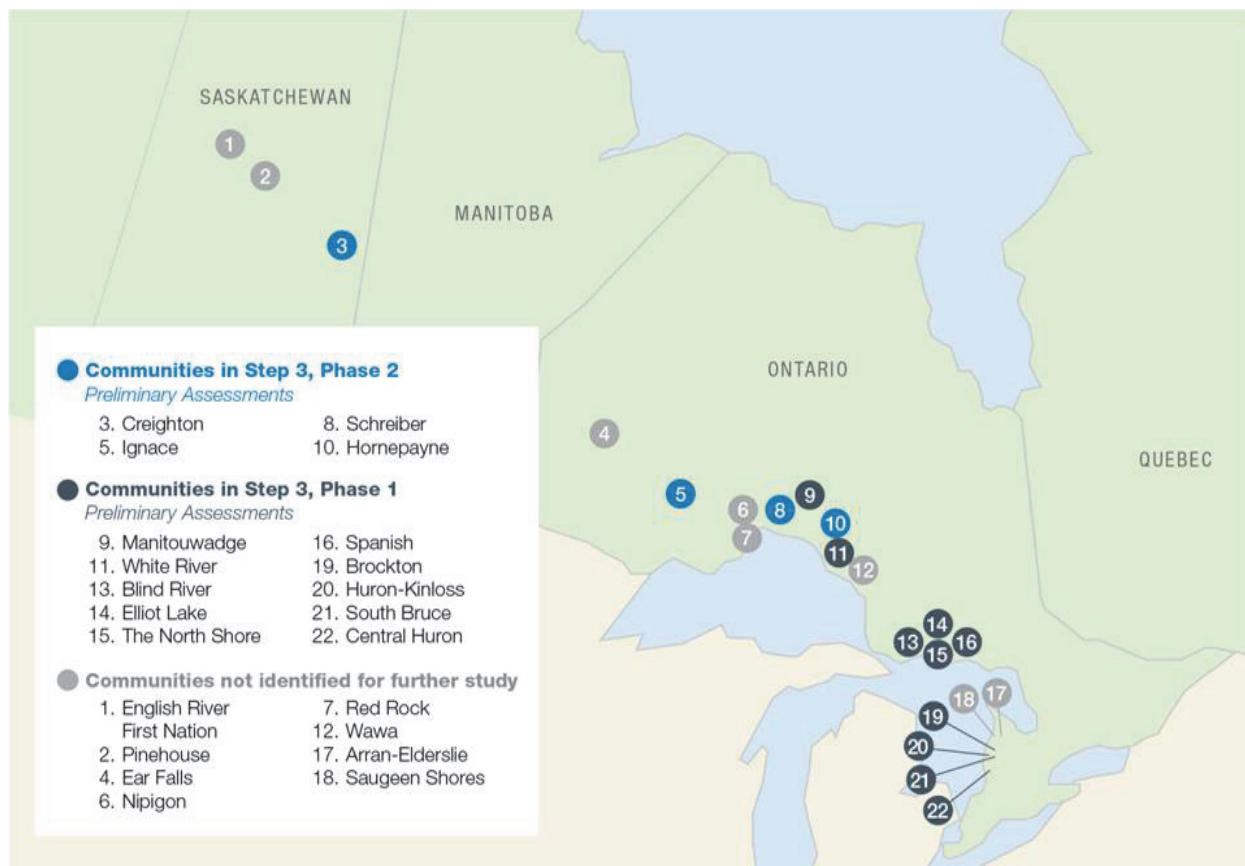 SASKATCHEWAN
1
2
MANITOBA
3
ONTARIO
QUEBEC
Communities in Step 3, Phase 2
Preliminary Assessments
3. Creighton
5. Ignace
8. Schreiber
10. Hornepayne
Communities in Step 3, Phase 1
Preliminary Assessments
9. Manitouwadge
11. White River
13. Blind River
14. Elliot Lake
15. The North Shore
16. Spanish
19. Brockton
20. Huron-Kinloss
21. South Bruce
22. Central Huron
Communities not identified for further study
1. English River
First Nation
2. Pinehouse
4. Ear Falls
6. Nipigon
7. Red Rock
12. Wawa
17. Arran-Elderslie
18. Saugeen Shores
4
5
6
7
8
9
10
11
12
13
14
15
16
17
18
19
20
21
22